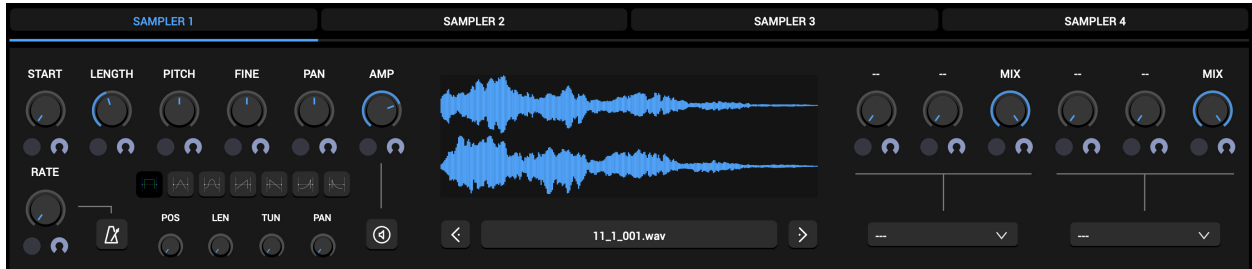 SAMPLER 1 SAMPLER 2 SAMPLER 3 SAMPLER 4
START LENGTH PITCH FINE PAN AMP -- -- MIX -- -- MIX
RATE
POS LEN TUN PAN
11_1_001.wav --- ---